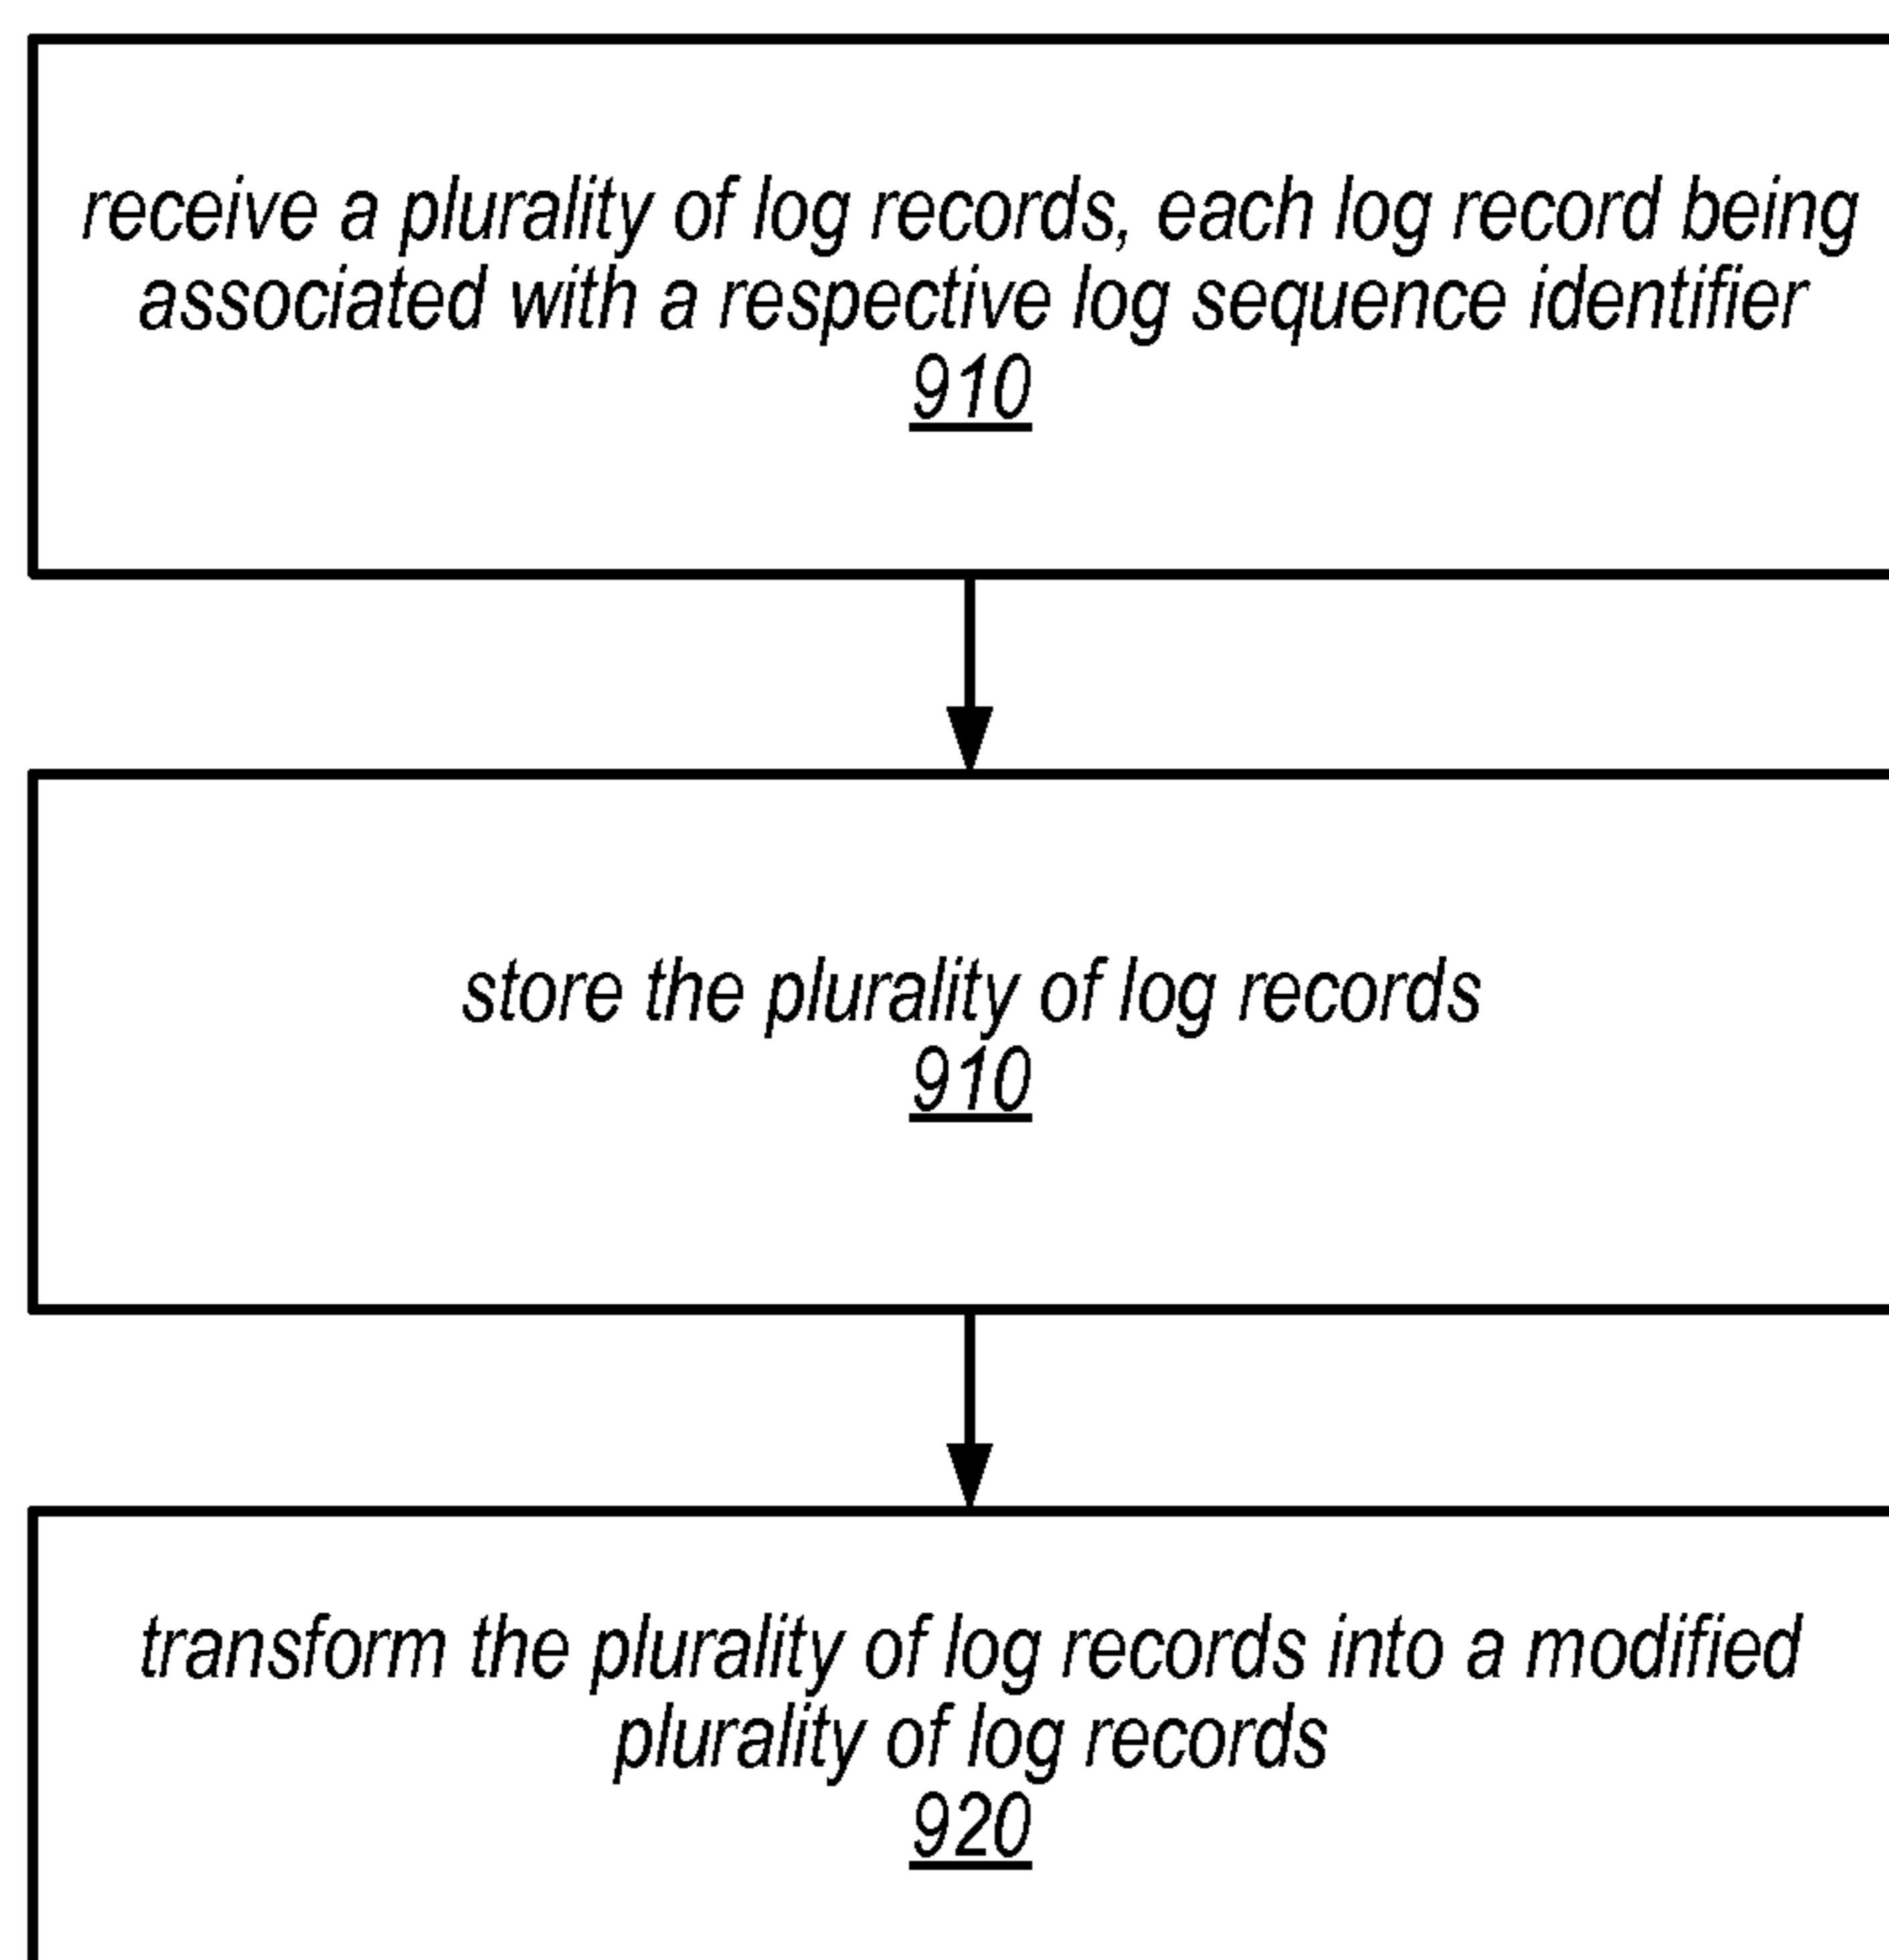 receive a plurality of log records, each log record being
associated with a respective log sequence identifier
910
store the plurality of log records
910
transform the plurality of log records into a modified
plurality of log records
920